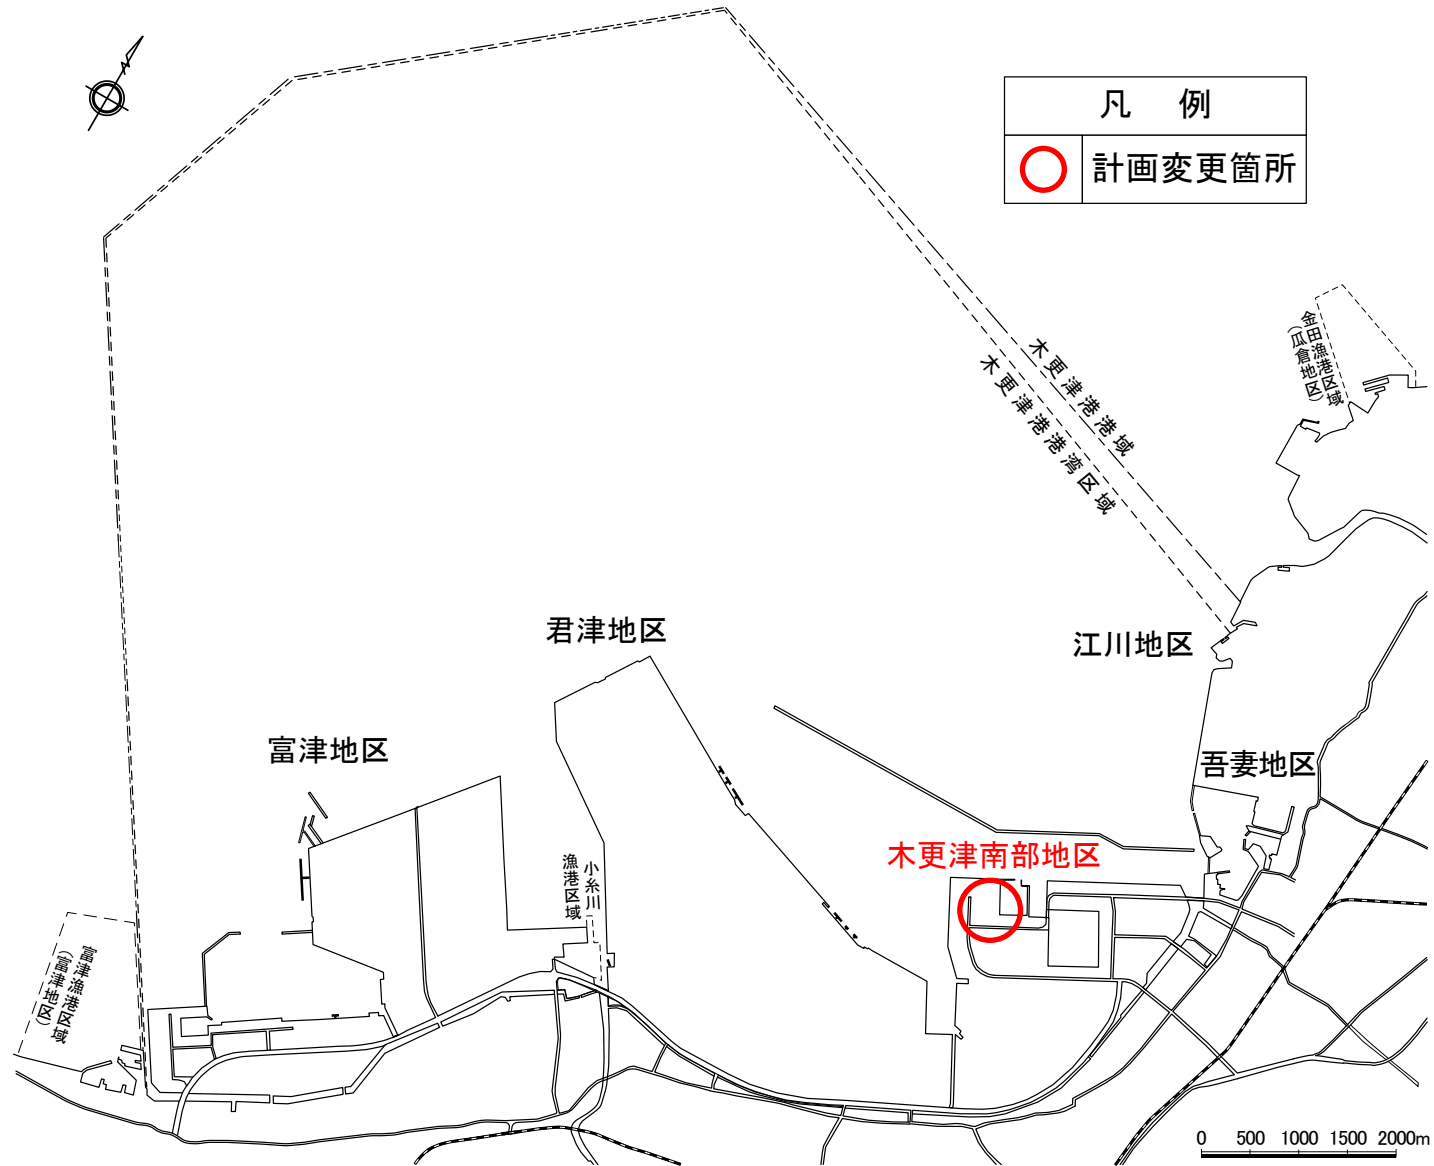 N
凡 例
計画変更箇所
金田漁港区域
(瓜倉地区)
木更津港港域
木更津港港湾区域
君津地区
江川地区
富津地区
吾妻地区
木更津南部地区
小糸川
漁港区域
富津漁港区域
(富津地区)
0 500 1000 1500 2000m